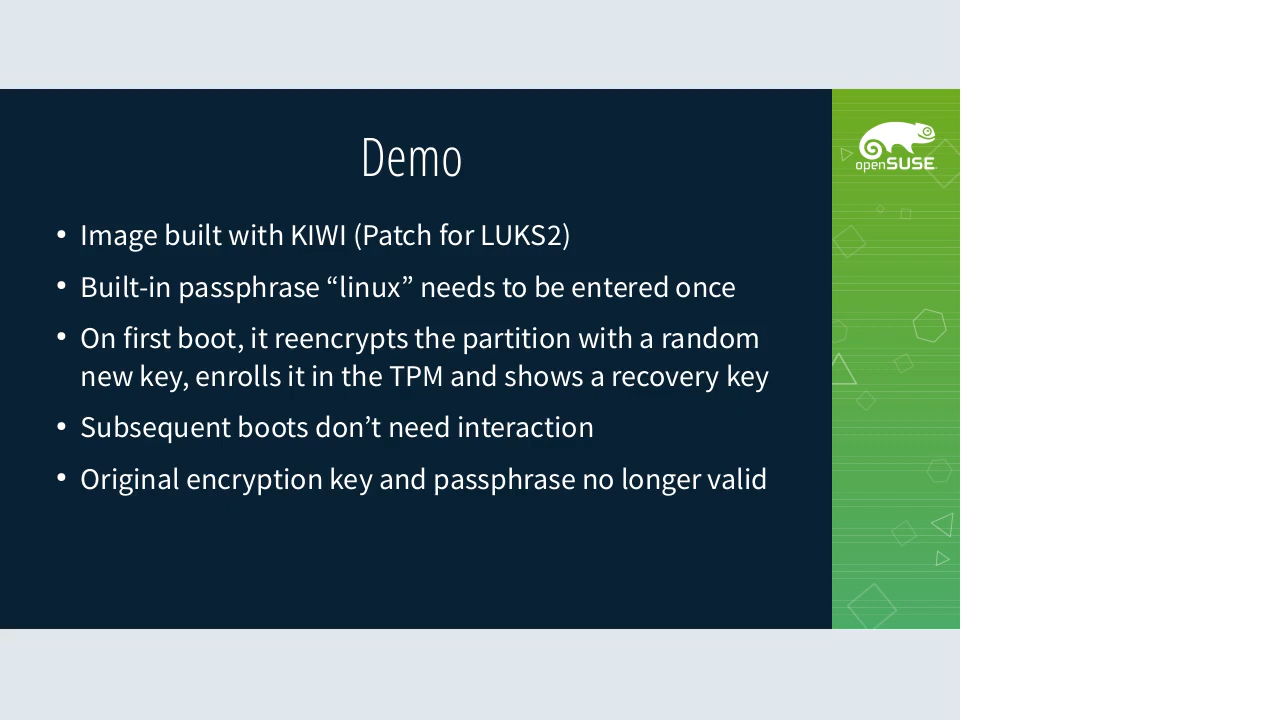 Demo
openSUSE
• Image built with KIWI (Patch for LUKS2)
• Built-in passphrase “linux” needs to be entered once
• On first boot, it reencrypts the partition with a random
new key, enrolls it in the TPM and shows a recovery key
• Subsequent boots don’t need interaction
• Original encryption key and passphrase no longer valid